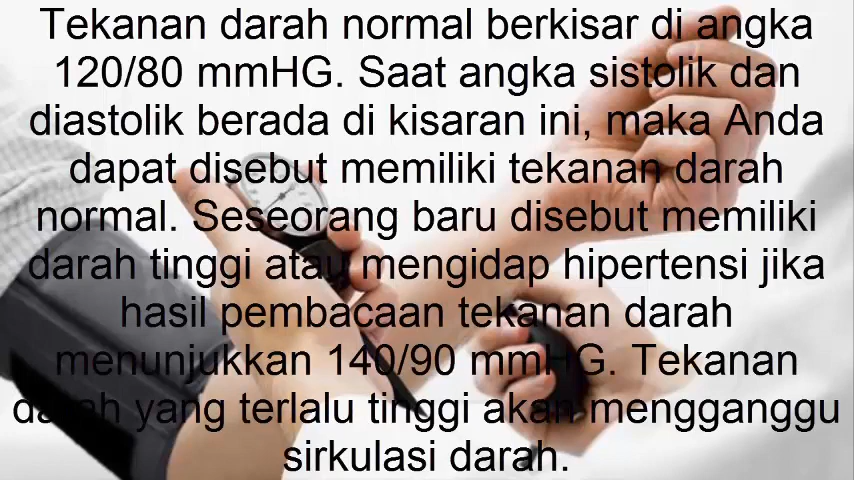 Tekanan darah normal berkisar di angka
120/80 mmHG. Saat angka sistolik dan
diastolik berada di kisaran ini, maka Anda
dapat disebut memiliki tekanan darah
normal. Seseorang baru disebut memiliki
darah tinggi atau mengidap hipertensi jika
hasil pembacaan tekanan darah
menunjukkan 140/90 mmHG. Tekanan
darah yang terlalu tinggi akan mengganggu
sirkulasi darah.